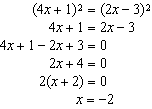 (4x + 1)² = (2x − 3)²
4x + 1 = 2x − 3
4x + 1 − 2x + 3 = 0
2x + 4 = 0
2(x + 2) = 0
x = −2